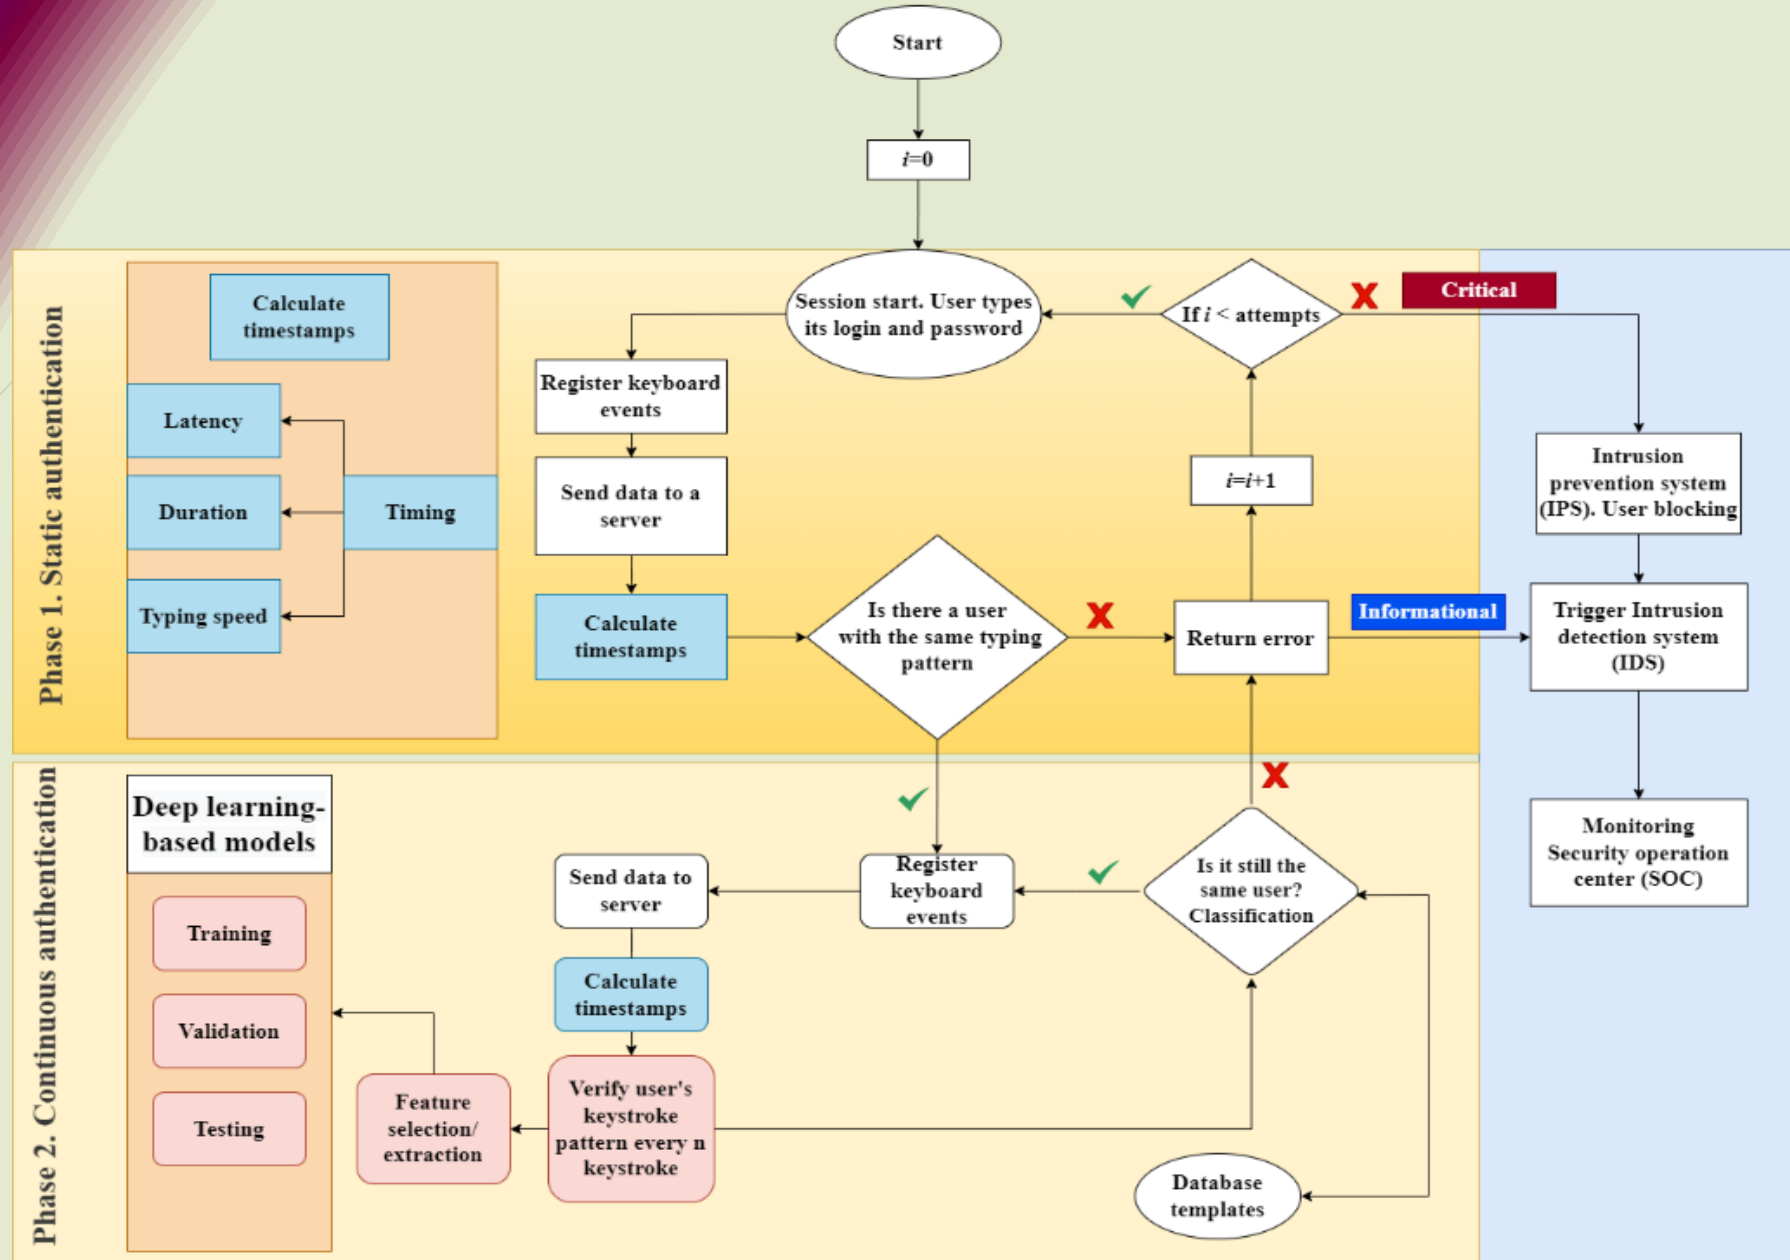 Start
i=0
Phase 1. Static authentication
Calculate
timestamps
Latency
Duration
Typing speed
Timing
Session start. User types
its login and password
If i < attempts
Critical
Register keyboard
events
Send data to a
server
Calculate
timestamps
Is there a user
with the same typing
pattern
i=i+1
Return error
Informational
Intrusion
prevention system
(IPS). User blocking
Trigger Intrusion
detection system
(IDS)
Monitoring
Security operation
center (SOC)
Phase 2. Continuous authentication
Deep learning-
based models
Training
Validation
Testing
Feature
selection/
extraction
Send data to
server
Calculate
timestamps
Verify user's
keystroke
pattern every n
keystroke
Register
keyboard
events
Is it still the
same user?
Classification
Database
templates